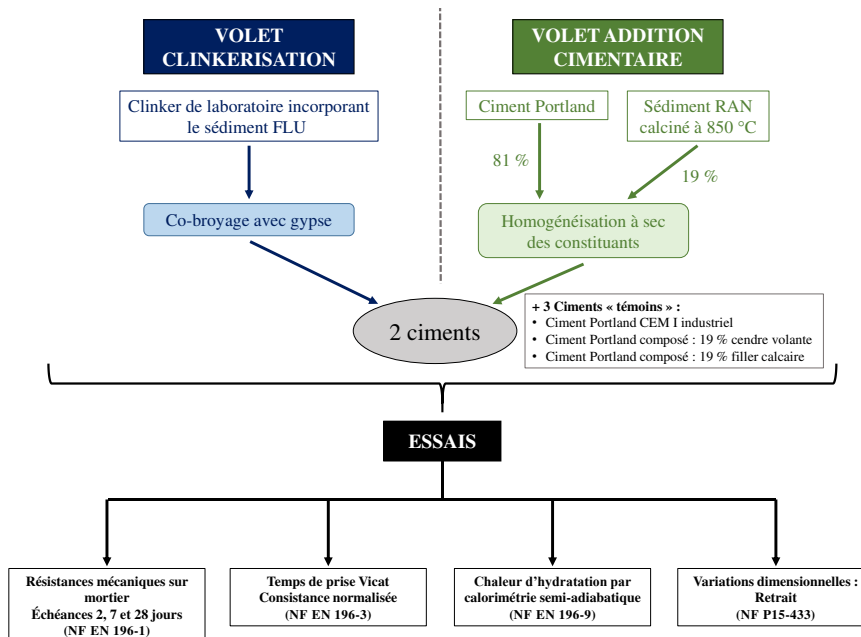 VOLET
CLINKERISATION
VOLET ADDITION
CIMENTAIRE
Clinker de laboratoire incorporant
le sédiment FLU
Ciment Portland
Sédiment RAN
calciné à 850 °C
81 %
19 %
Co-broyage avec gypse
Homogénéisation à sec
des constituants
2 ciments
+ 3 Ciments « témoins » :
• Ciment Portland CEM I industriel
• Ciment Portland composé : 19 % cendre volante
• Ciment Portland composé : 19 % filler calcaire
ESSAIS
Résistances mécaniques sur
mortier
Échéances 2, 7 et 28 jours
(NF EN 196-1)
Temps de prise Vicat
Consistance normalisée
(NF EN 196-3)
Chaleur d'hydratation par
calorimétrie semi-adiabatique
(NF EN 196-9)
Variations dimensionnelles :
Retrait
(NF P15-433)